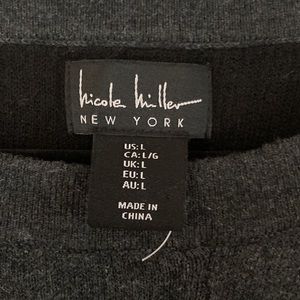 Nicole Miller
NEW YORK
US: L
CA: L/G
UK: L
EU: L
AU: L
MADE IN
CHINA